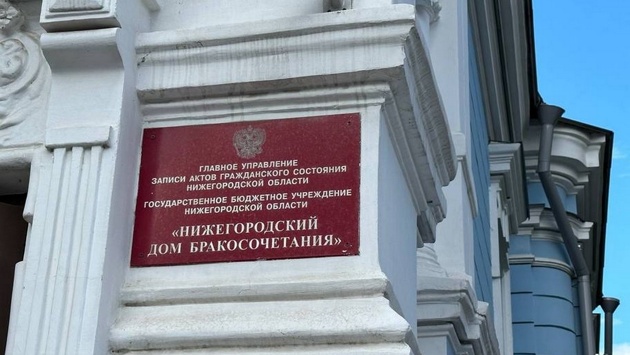 ГЛАВНОЕ УПРАВЛЕНИЕ
ЗАПИСИ АКТОВ ГРАЖДАНСКОГО СОСТОЯНИЯ
НИЖЕГОРОДСКОЙ ОБЛАСТИ
ГОСУДАРСТВЕННОЕ БЮДЖЕТНОЕ УЧРЕЖДЕНИЕ
НИЖЕГОРОДСКОЙ ОБЛАСТИ
«НИЖЕГОРОДСКИЙ
ДОМ БРАКОСОЧЕТАНИЯ»